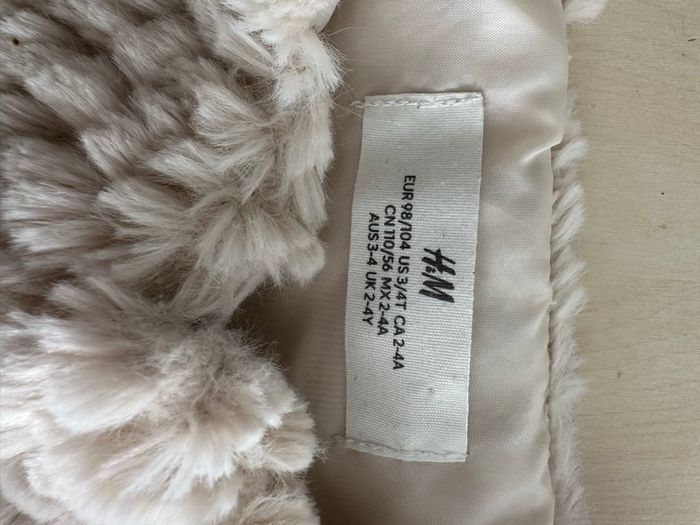 H&M
EUR 98/104 US 3/4T CA 2-4A
CN 110/56 MX 2-4A
AUS 3-4 UK 2-4Y